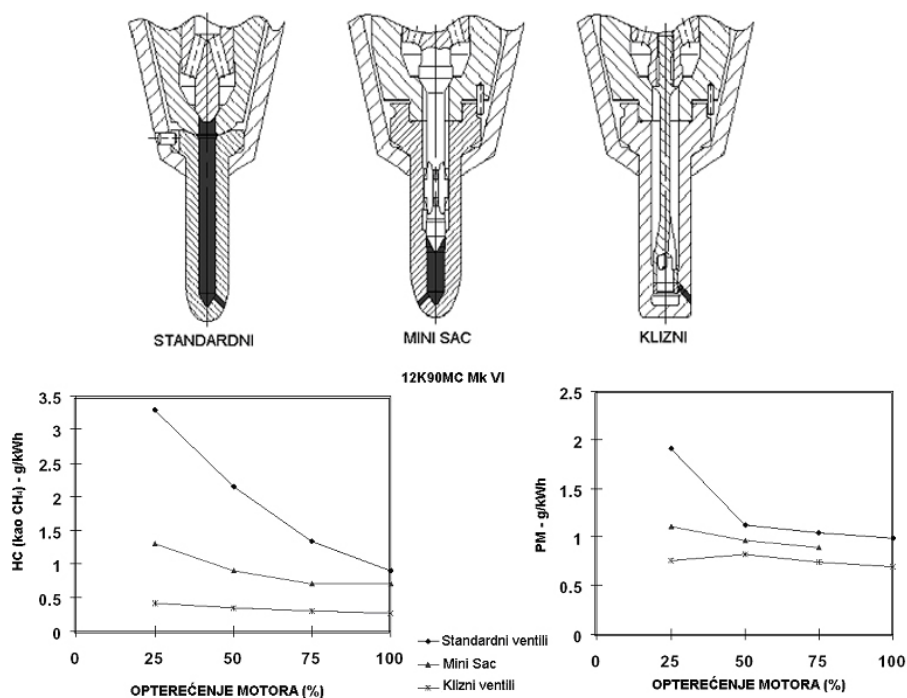 STANDARDNI
MINI SAC
KLIZNI
12K90MC Mk VI
HC (kao CH₄) - g/kWh
3.5
3
2.5
2
1.5
1
0.5
0
0
25
50
75
100
OPTEREĆENJE MOTORA (%)
Standardni ventili
Mini Sac
Klizni ventili
PM - g/kWh
2.5
2
1.5
1
0.5
0
0
25
50
75
100
OPTEREĆENJE MOTORA (%)